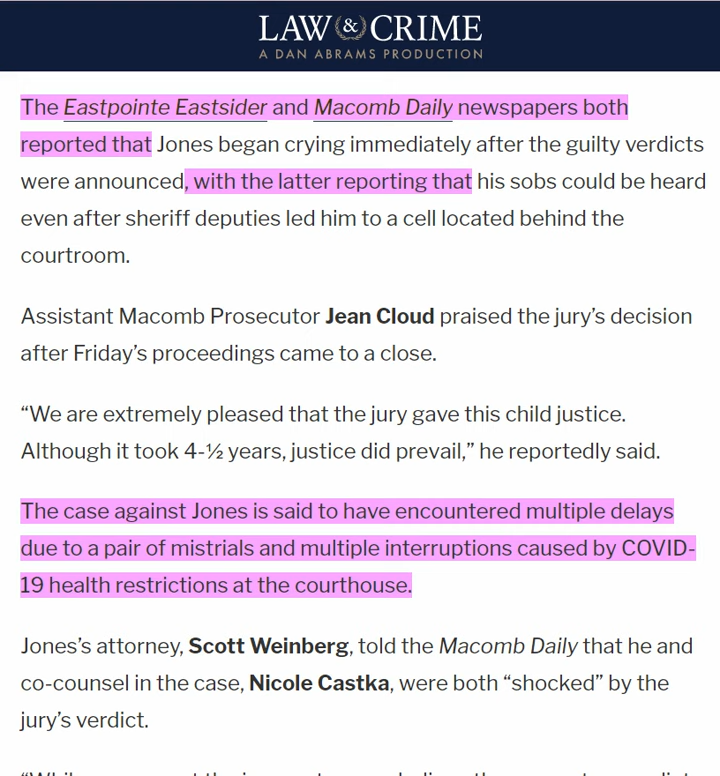 LAW & CRIME
A DAN ABRAMS PRODUCTION
The Eastpointe Eastsider and Macomb Daily newspapers both
reported that Jones began crying immediately after the guilty verdicts
were announced, with the latter reporting that his sobs could be heard
even after sheriff deputies led him to a cell located behind the
courtroom.
Assistant Macomb Prosecutor Jean Cloud praised the jury’s decision
after Friday’s proceedings came to a close.
“We are extremely pleased that the jury gave this child justice.
Although it took 4-½ years, justice did prevail,” he reportedly said.
The case against Jones is said to have encountered multiple delays
due to a pair of mistrials and multiple interruptions caused by COVID-
19 health restrictions at the courthouse.
Jones’s attorney, Scott Weinberg, told the Macomb Daily that he and
co-counsel in the case, Nicole Castka, were both “shocked” by the
jury’s verdict.